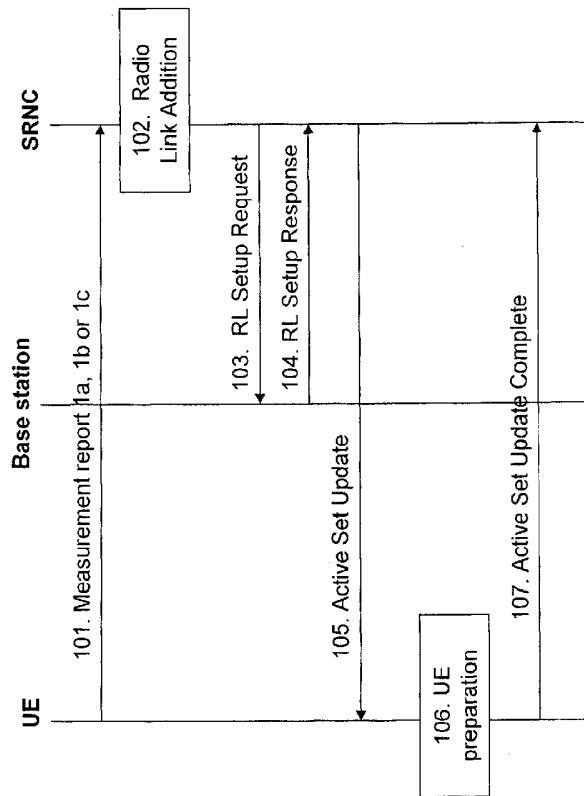 UE
Base station
SRNC
101. Measurement report 1a, 1b or 1c
102. Radio
Link Addition
103. RL Setup Request
104. RL Setup Response
105. Active Set Update
106. UE
preparation
107. Active Set Update Complete